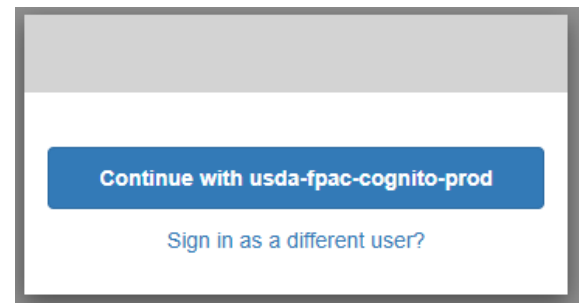 Continue with usda-fpac-cognito-prod
Sign in as a different user?